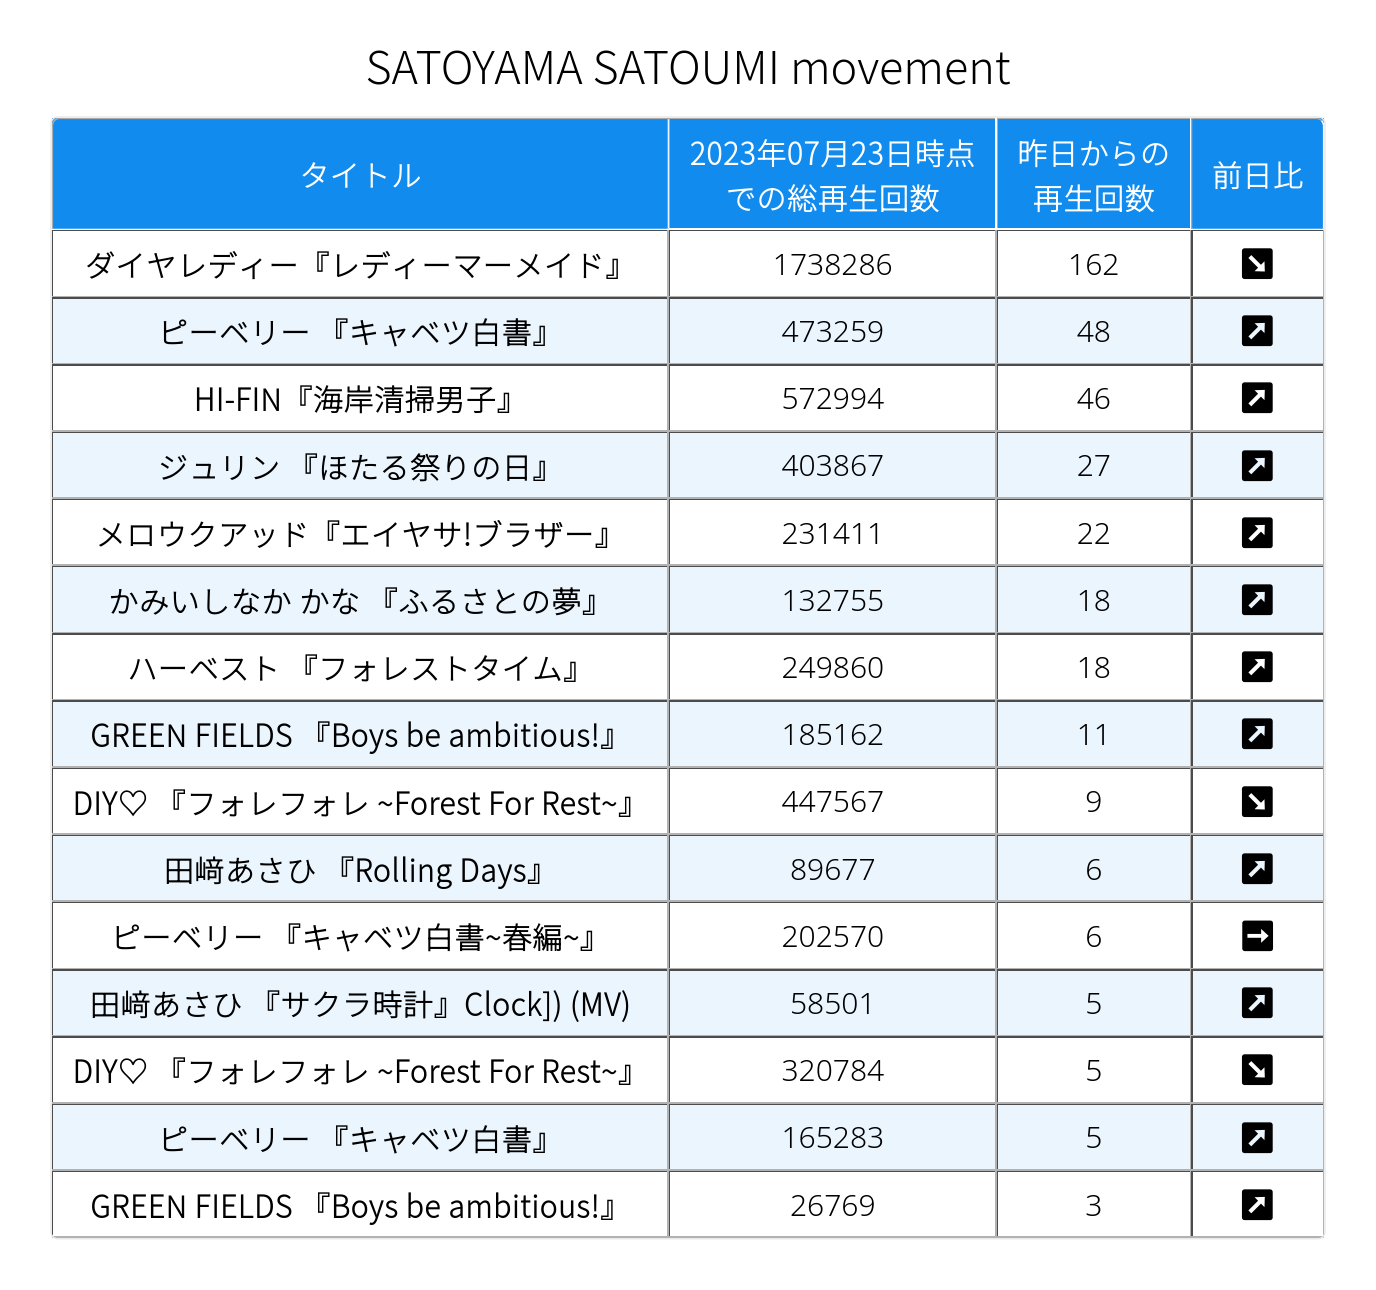 SATOYAMA SATOUMI movement
タイトル 2023年07月23日時点での総再生回数 昨日からの再生回数 前日比
ダイヤレディー『レディーマーメイド』 1738286 162 ↘
ピーベリー 『キャベツ白書』 473259 48 ↗
HI-FIN『海岸清掃男子』 572994 46 ↗
ジュリン 『ほたる祭りの日』 403867 27 ↗
メロウクアッド『エイヤサ!ブラザー』 231411 22 ↗
かみいしなか かな 『ふるさとの夢』 132755 18 ↗
ハーベスト 『フォレストタイム』 249860 18 ↗
GREEN FIELDS 『Boys be ambitious!』 185162 11 ↗
DIY♡ 『フォレフォレ ~Forest For Rest~』 447567 9 ↘
田﨑あさひ 『Rolling Days』 89677 6 ↗
ピーベリー 『キャベツ白書~春編~』 202570 6 →
田﨑あさひ 『サクラ時計』Clock]) (MV) 58501 5 ↗
DIY♡ 『フォレフォレ ~Forest For Rest~』 320784 5 ↘
ピーベリー 『キャベツ白書』 165283 5 ↗
GREEN FIELDS 『Boys be ambitious!』 26769 3 ↗